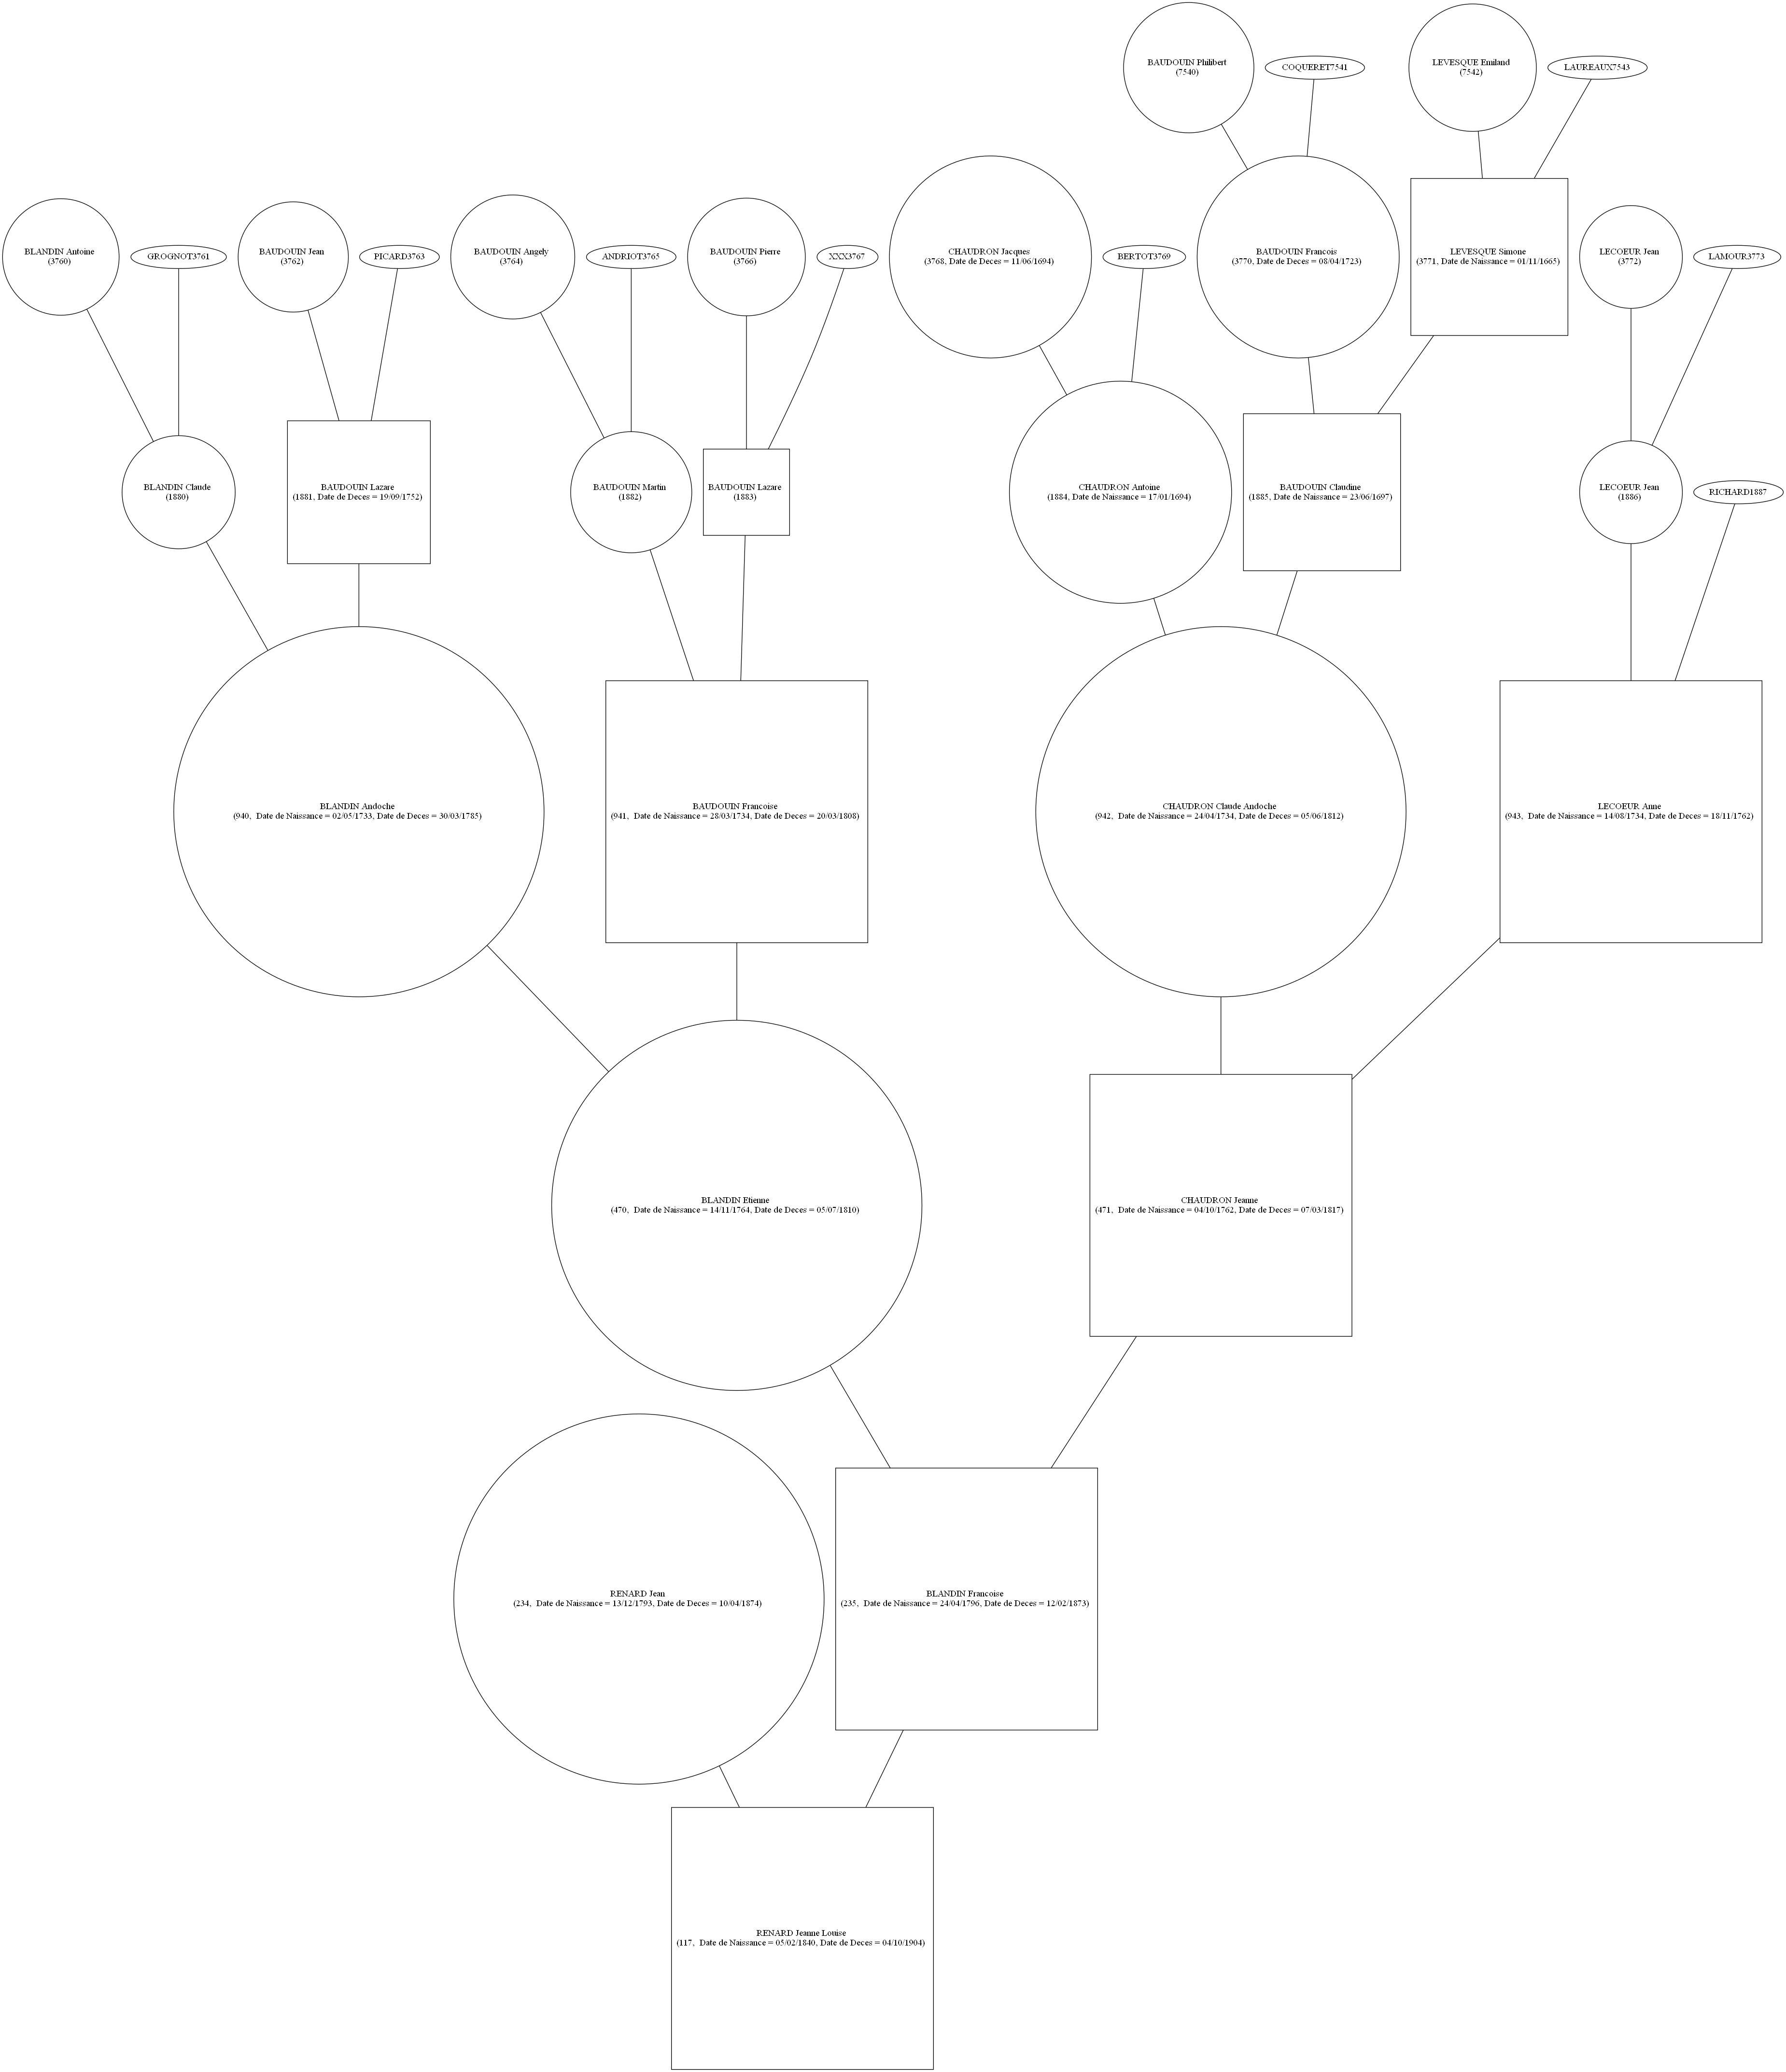 BAUDOUIN Philibert
(7540)
COQUERET7541
LEVESQUE Emiland
(7542)
LAUREAUX7543
BLANDIN Antoine
(3760)
GROGNOT3761
BAUDOUIN Jean
(3762)
PICARD3763
BAUDOUIN Angely
(3764)
ANDRIOT3765
BAUDOUIN Pierre
(3766)
XXX3767
CHAUDRON Jacques
(3768, Date de Deces = 11/06/1694)
BERTOT3769
BAUDOUIN Francois
(3770, Date de Deces = 08/04/1723)
LEVESQUE Simone
(3771, Date de Naissance = 01/11/1665)
LECOEUR Jean
(3772)
LAMOUR3773
BLANDIN Claude
(1880)
BAUDOUIN Lazare
(1881, Date de Deces = 19/09/1752)
BAUDOUIN Martin
(1882)
BAUDOUIN Lazare
(1883)
CHAUDRON Antoine
(1884, Date de Naissance = 17/01/1694)
BAUDOUIN Claudine
(1885, Date de Naissance = 23/06/1697)
LECOEUR Jean
(1886)
RICHARD1887
BLANDIN Andoche
(940,  Date de Naissance = 02/05/1733, Date de Deces = 30/03/1785)
BAUDOUIN Francoise
(941,  Date de Naissance = 28/03/1734, Date de Deces = 20/03/1808)
CHAUDRON Claude Andoche
(942,  Date de Naissance = 24/04/1734, Date de Deces = 05/06/1812)
LECOEUR Anne
(943,  Date de Naissance = 14/08/1734, Date de Deces = 18/11/1762)
BLANDIN Etienne
(470,  Date de Naissance = 14/11/1764, Date de Deces = 05/07/1810)
CHAUDRON Jeanne
(471,  Date de Naissance = 04/10/1762, Date de Deces = 07/03/1817)
RENARD Jean
(234,  Date de Naissance = 13/12/1793, Date de Deces = 10/04/1874)
BLANDIN Francoise
(235,  Date de Naissance = 24/04/1796, Date de Deces = 12/02/1873)
RENARD Jeanne Louise
(117,  Date de Naissance = 05/02/1840, Date de Deces = 04/10/1904)